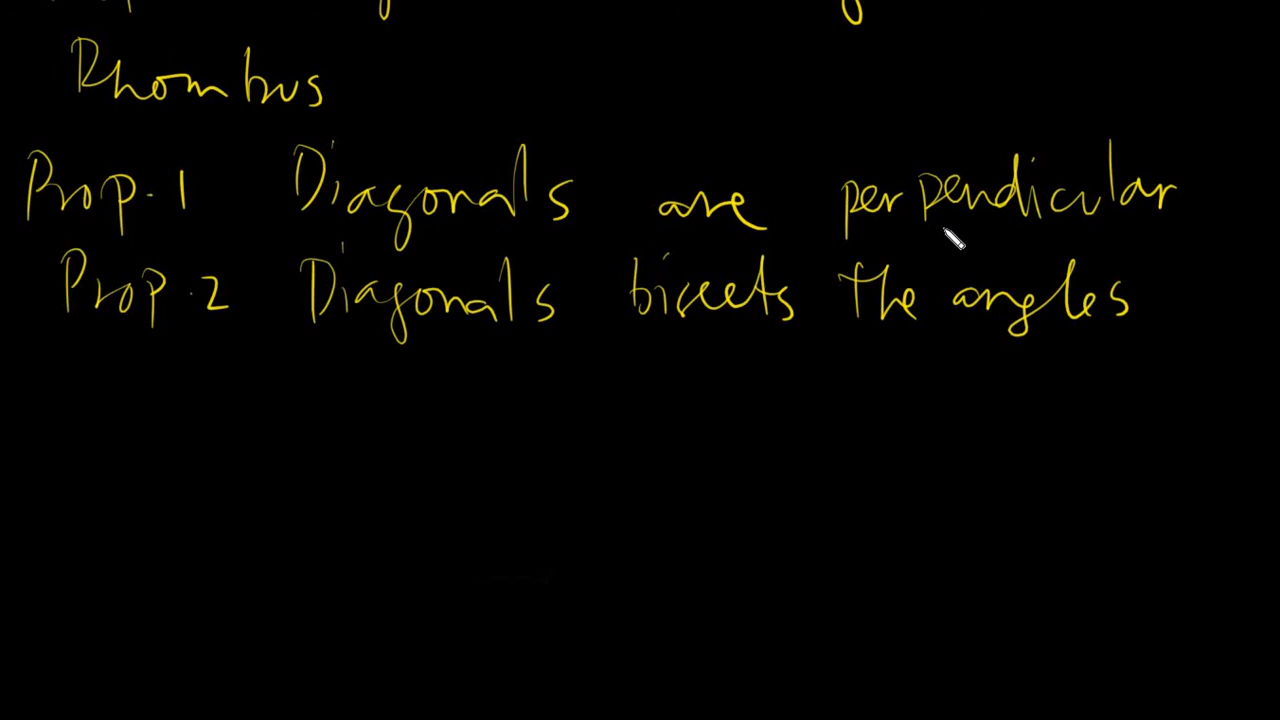 Rhombus
Prop. 1 Diagonals are perpendicular
Prop. 2 Diagonals bisects the angles